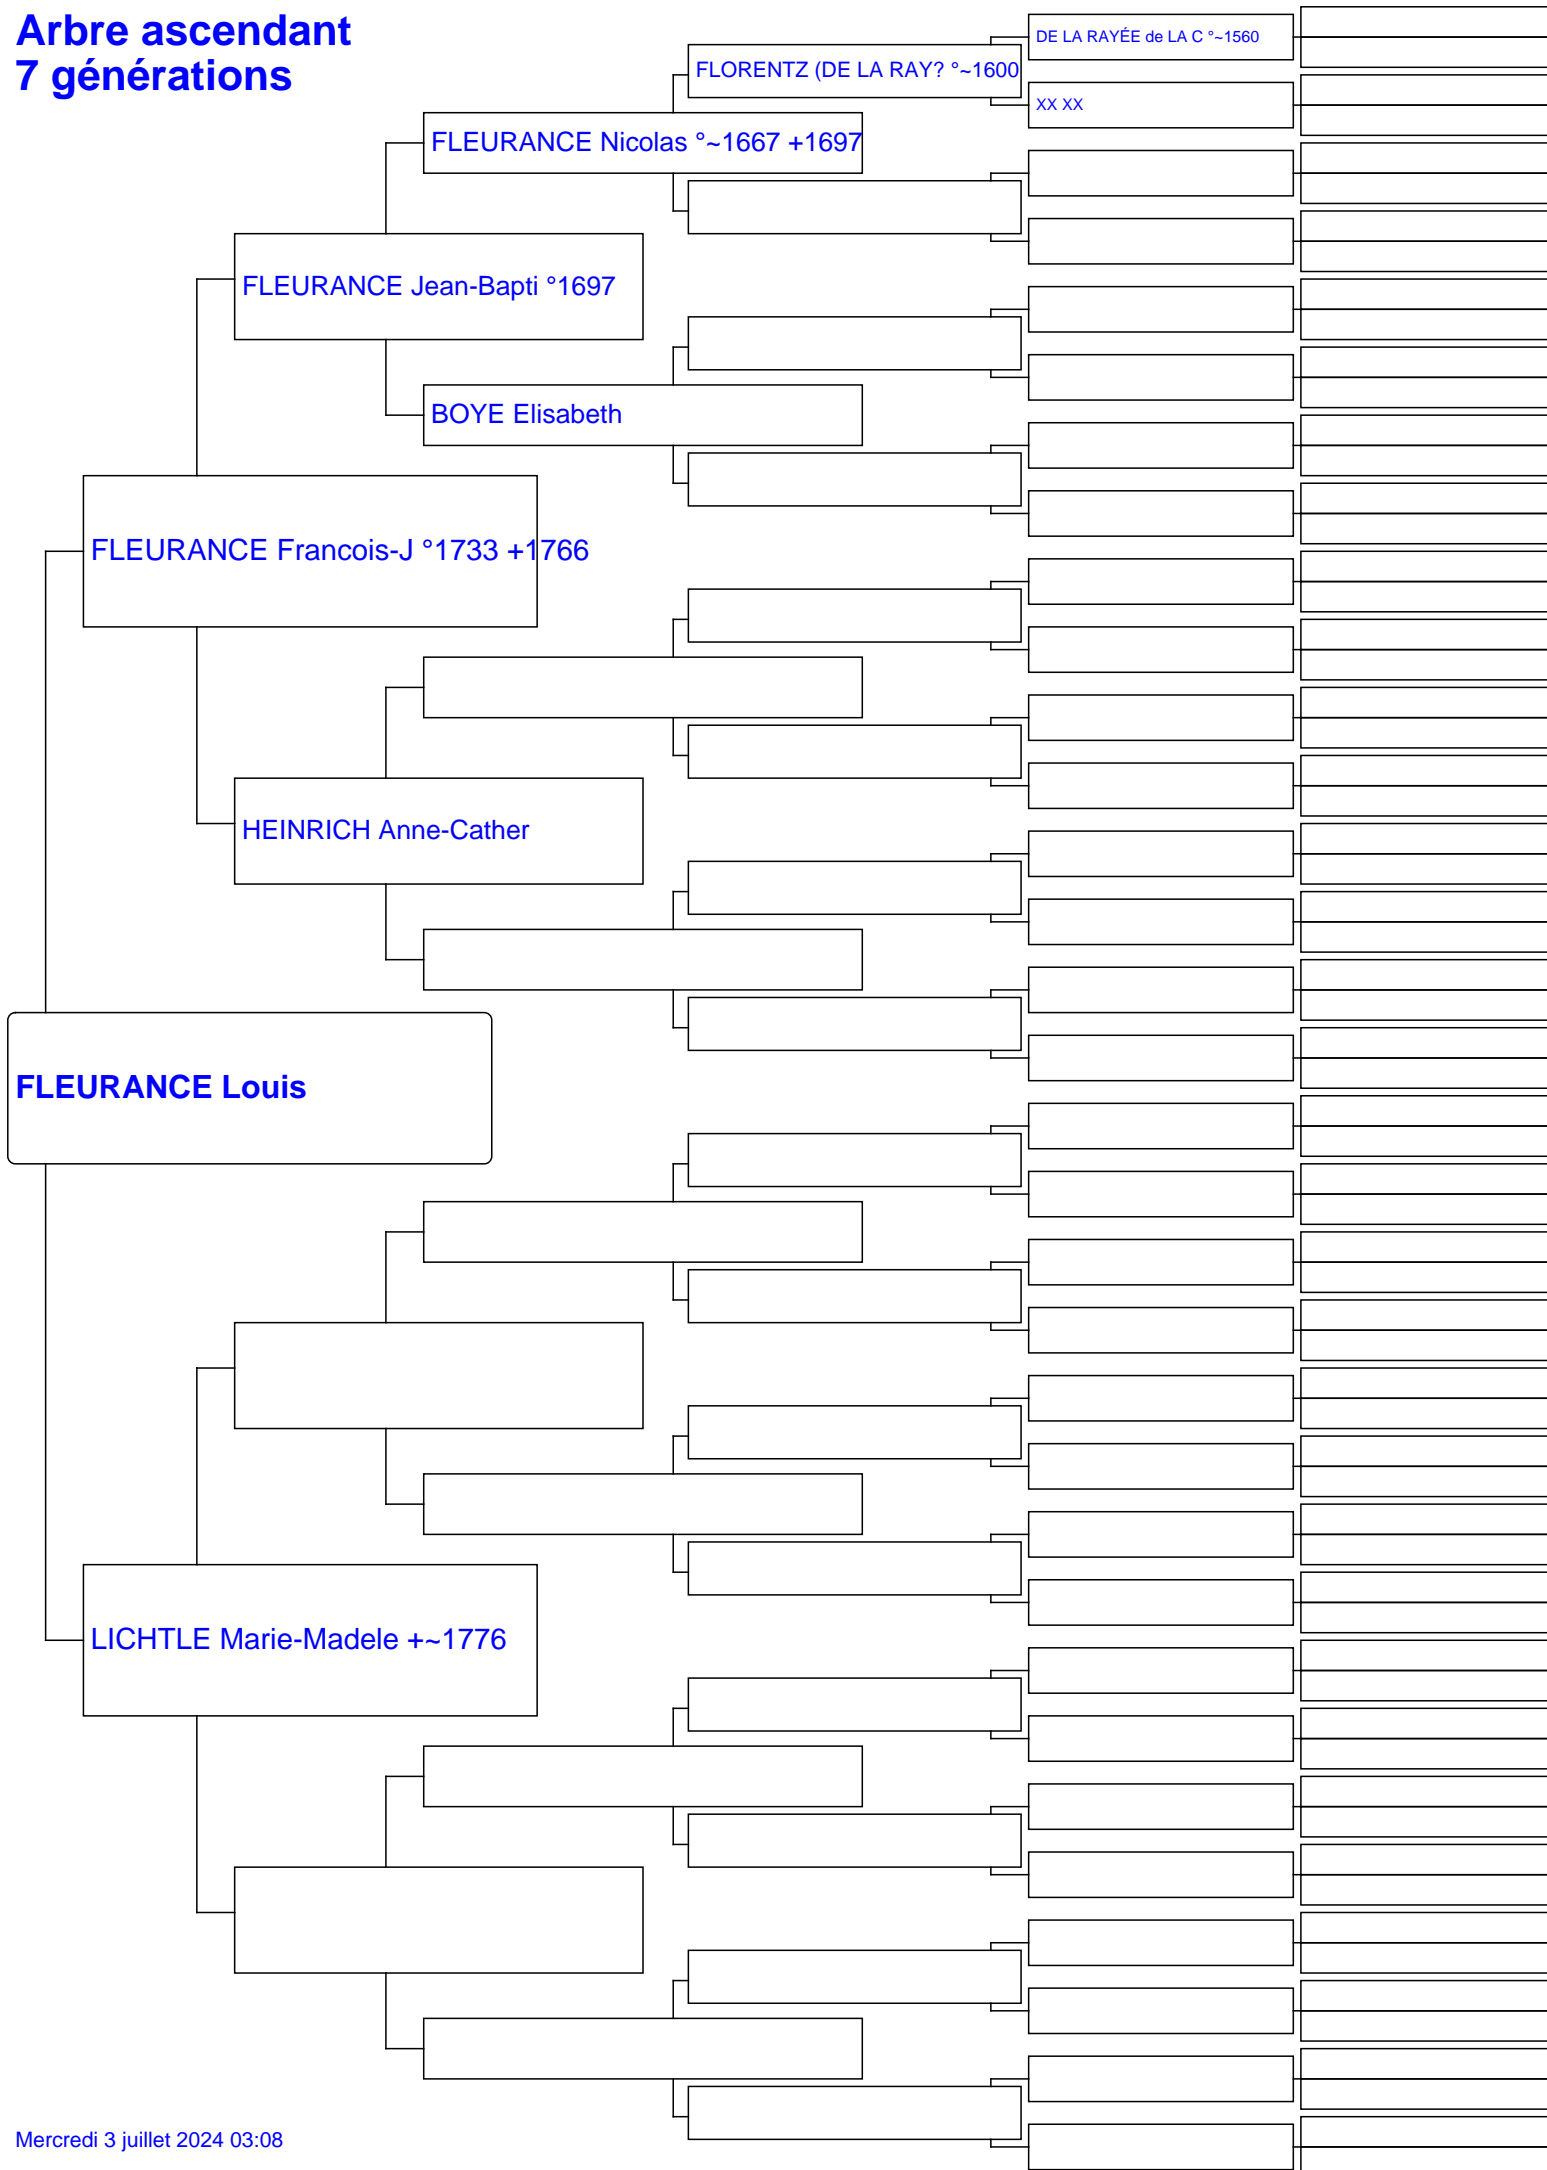 Arbre ascendant
7 générations
DE LA RAYÉE de LA C °~1560
FLORENTZ (DE LA RAY? °~1600
XX XX
FLEURANCE Nicolas °~1667 +1697
FLEURANCE Jean-Bapti °1697
BOYE Elisabeth
FLEURANCE Francois-J °1733 +1766
HEINRICH Anne-Cather
FLEURANCE Louis
LICHTLE Marie-Madele +~1776
Mercredi 3 juillet 2024 03:08